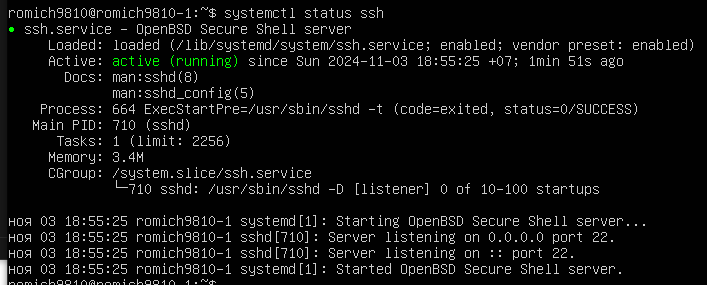 romich9810@romich9810-1:~$ systemctl status ssh
● ssh.service - OpenBSD Secure Shell server
Loaded: loaded (/lib/systemd/system/ssh.service; enabled; vendor preset: enabled)
Active: active (running) since Sun 2024-11-03 18:55:25 +07; 1min 51s ago
Docs: man:sshd(8)
man:sshd_config(5)
Process: 664 ExecStartPre=/usr/sbin/sshd -t (code=exited, status=0/SUCCESS)
Main PID: 710 (sshd)
Tasks: 1 (limit: 2256)
Memory: 3.4M
CGroup: /system.slice/ssh.service
└─710 sshd: /usr/sbin/sshd -D [listener] 0 of 10-100 startups
ноя 03 18:55:25 romich9810-1 systemd[1]: Starting OpenBSD Secure Shell server...
ноя 03 18:55:25 romich9810-1 sshd[710]: Server listening on 0.0.0.0 port 22.
ноя 03 18:55:25 romich9810-1 sshd[710]: Server listening on :: port 22.
ноя 03 18:55:25 romich9810-1 systemd[1]: Started OpenBSD Secure Shell server.
romich9810@romich9810-1:~$